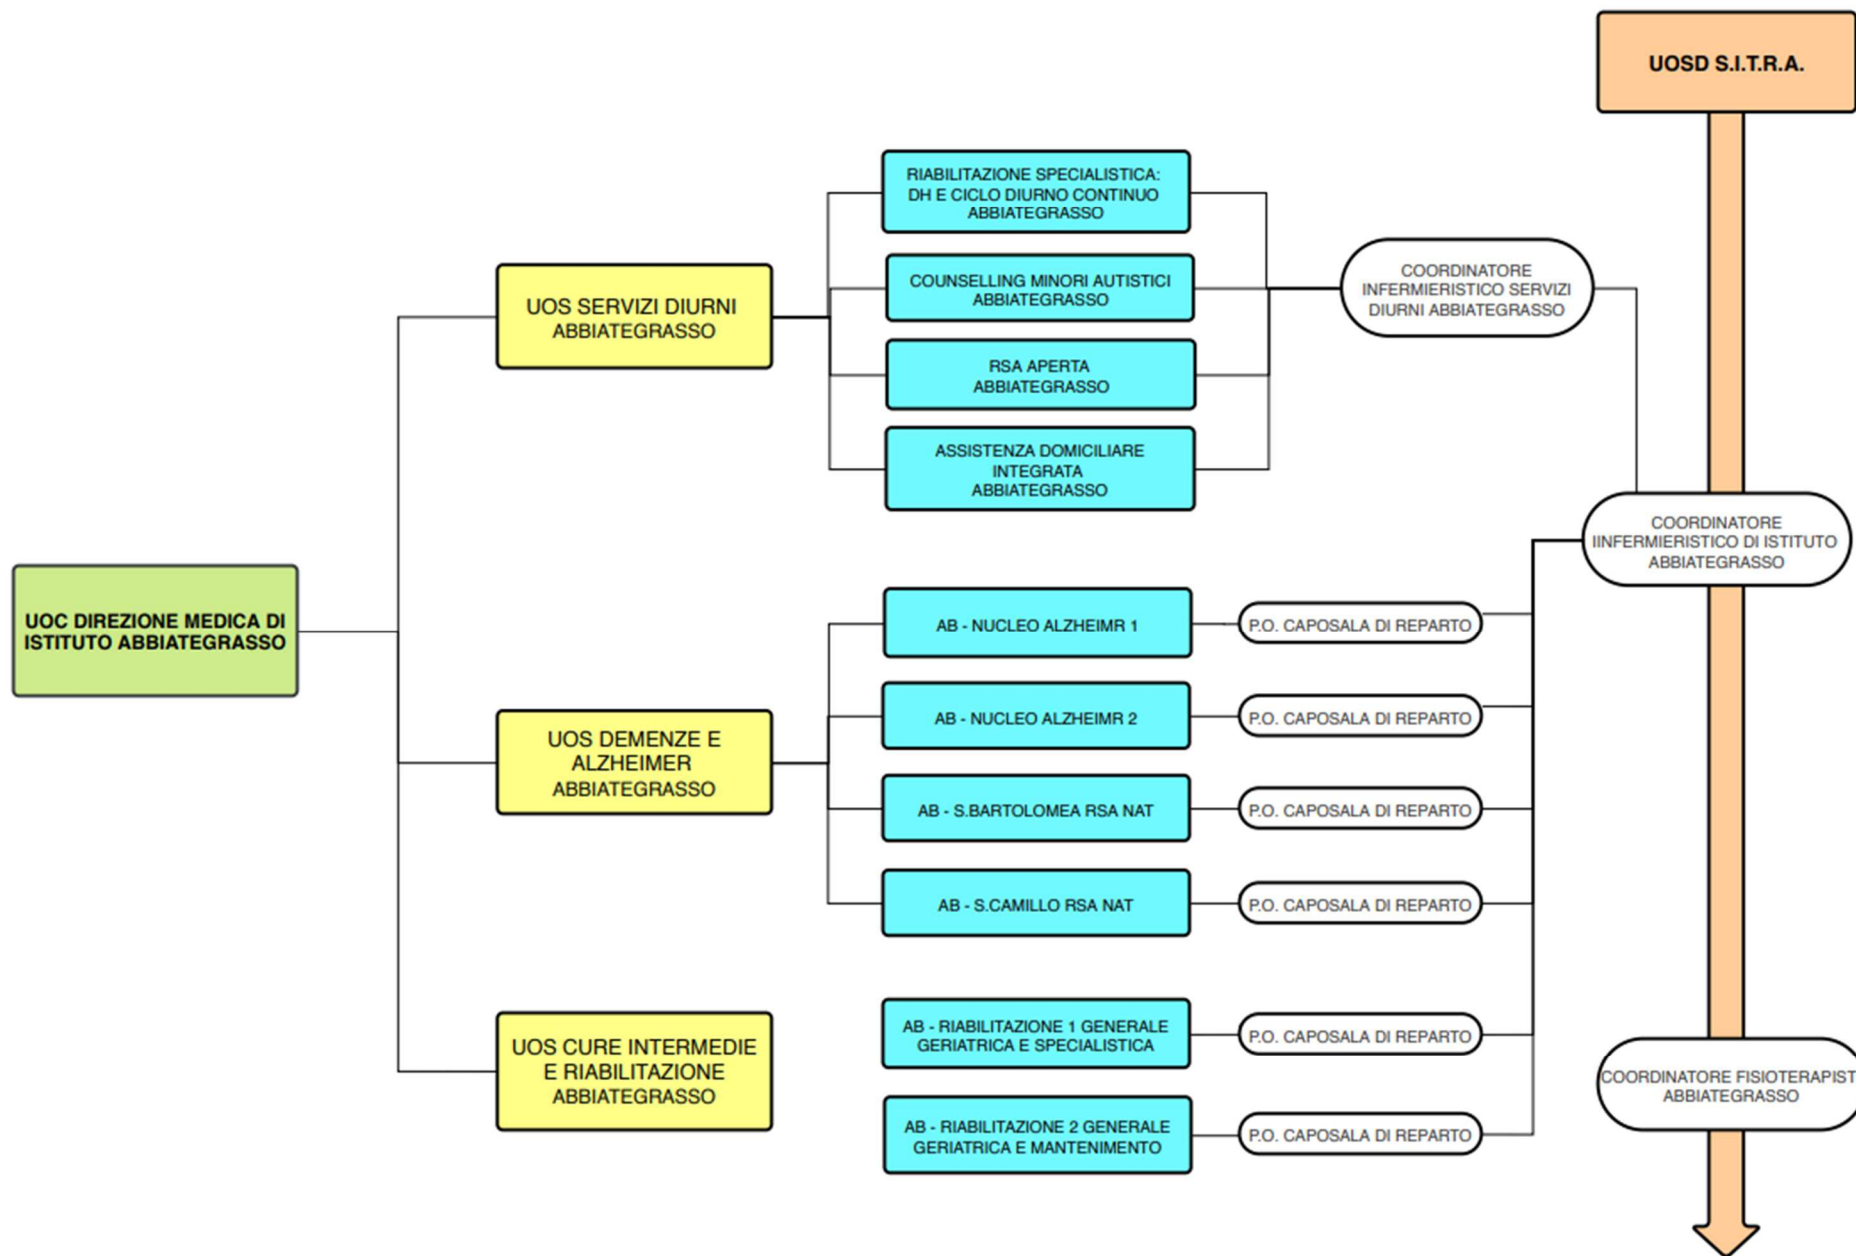 UOSD S.I.T.R.A.
RIABILITAZIONE SPECIALISTICA:
DH E CICLO DIURNO CONTINUO
ABBIATEGRASSO
COUNSELLING MINORI AUTISTICI
ABBIATEGRASSO
RSA APERTA
ABBIATEGRASSO
ASSISTENZA DOMICILIARE
INTEGRATA
ABBIATEGRASSO
UOS SERVIZI DIURNI
ABBIATEGRASSO
COORDINATORE
INFERMIERISTICO SERVIZI
DIURNI ABBIATEGRASSO
COORDINATORE
IINFERMIERISTICO DI ISTITUTO
ABBIATEGRASSO
UOC DIREZIONE MEDICA DI
ISTITUTO ABBIATEGRASSO
UOS DEMENZE E
ALZHEIMER
ABBIATEGRASSO
AB - NUCLEO ALZHEIMR 1
P.O. CAPOSALA DI REPARTO
AB - NUCLEO ALZHEIMR 2
P.O. CAPOSALA DI REPARTO
AB - S.BARTOLOMEA RSA NAT
P.O. CAPOSALA DI REPARTO
AB - S.CAMILLO RSA NAT
P.O. CAPOSALA DI REPARTO
UOS CURE INTERMEDIE
E RIABILITAZIONE
ABBIATEGRASSO
AB - RIABILITAZIONE 1 GENERALE
GERIATRICA E SPECIALISTICA
P.O. CAPOSALA DI REPARTO
AB - RIABILITAZIONE 2 GENERALE
GERIATRICA E MANTENIMENTO
P.O. CAPOSALA DI REPARTO
COORDINATORE FISIOTERAPIST
ABBIATEGRASSO